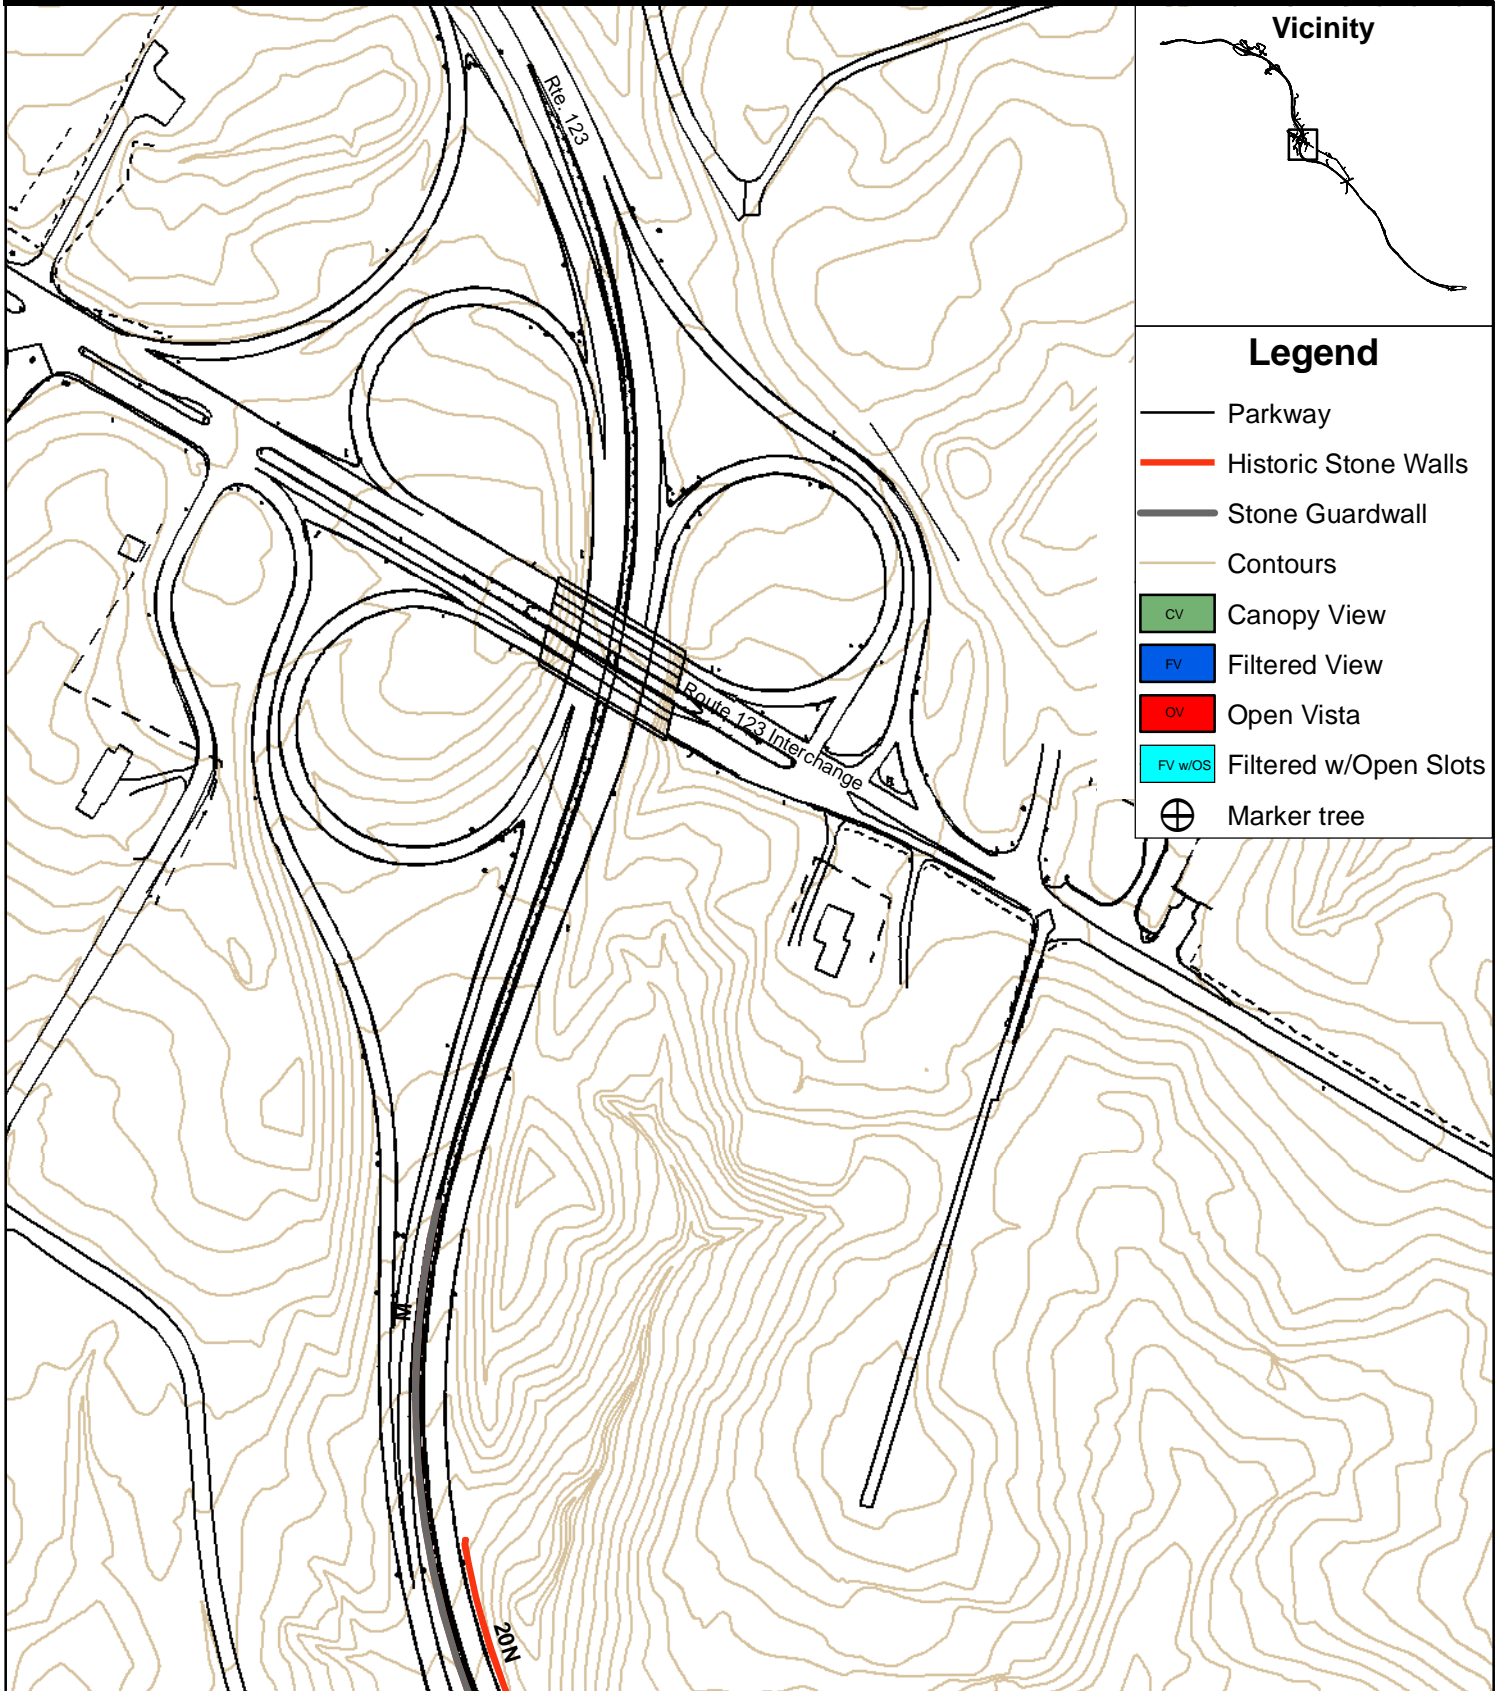 Vicinity
Rte. 123
Legend
Parkway
Historic Stone Walls
Stone Guardwall
Contours
CV Canopy View
FV Filtered View
OV Open Vista
FV w/OS Filtered w/Open Slots
Marker tree
Route 123 Interchange
M
20N